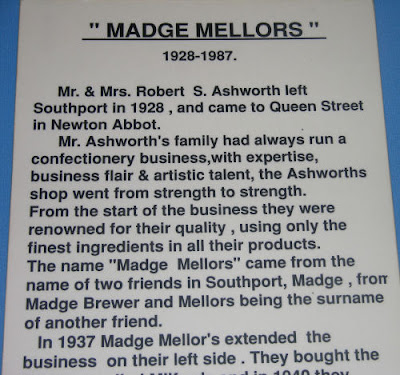 " MADGE MELLORS "
1928-1987.
Mr. & Mrs. Robert S. Ashworth left
Southport in 1928 , and came to Queen Street
in Newton Abbot.
Mr. Ashworth's family had always run a
confectionery business,with expertise,
business flair & artistic talent, the Ashworths
shop went from strength to strength.
From the start of the business they were
renowned for their quality , using only the
finest ingredients in all their products.
The name "Madge Mellors" came from the
name of two friends in Southport, Madge , from
Madge Brewer and Mellors being the surname
of another friend.
In 1937 Madge Mellor's extended the
business on their left side . They bought the